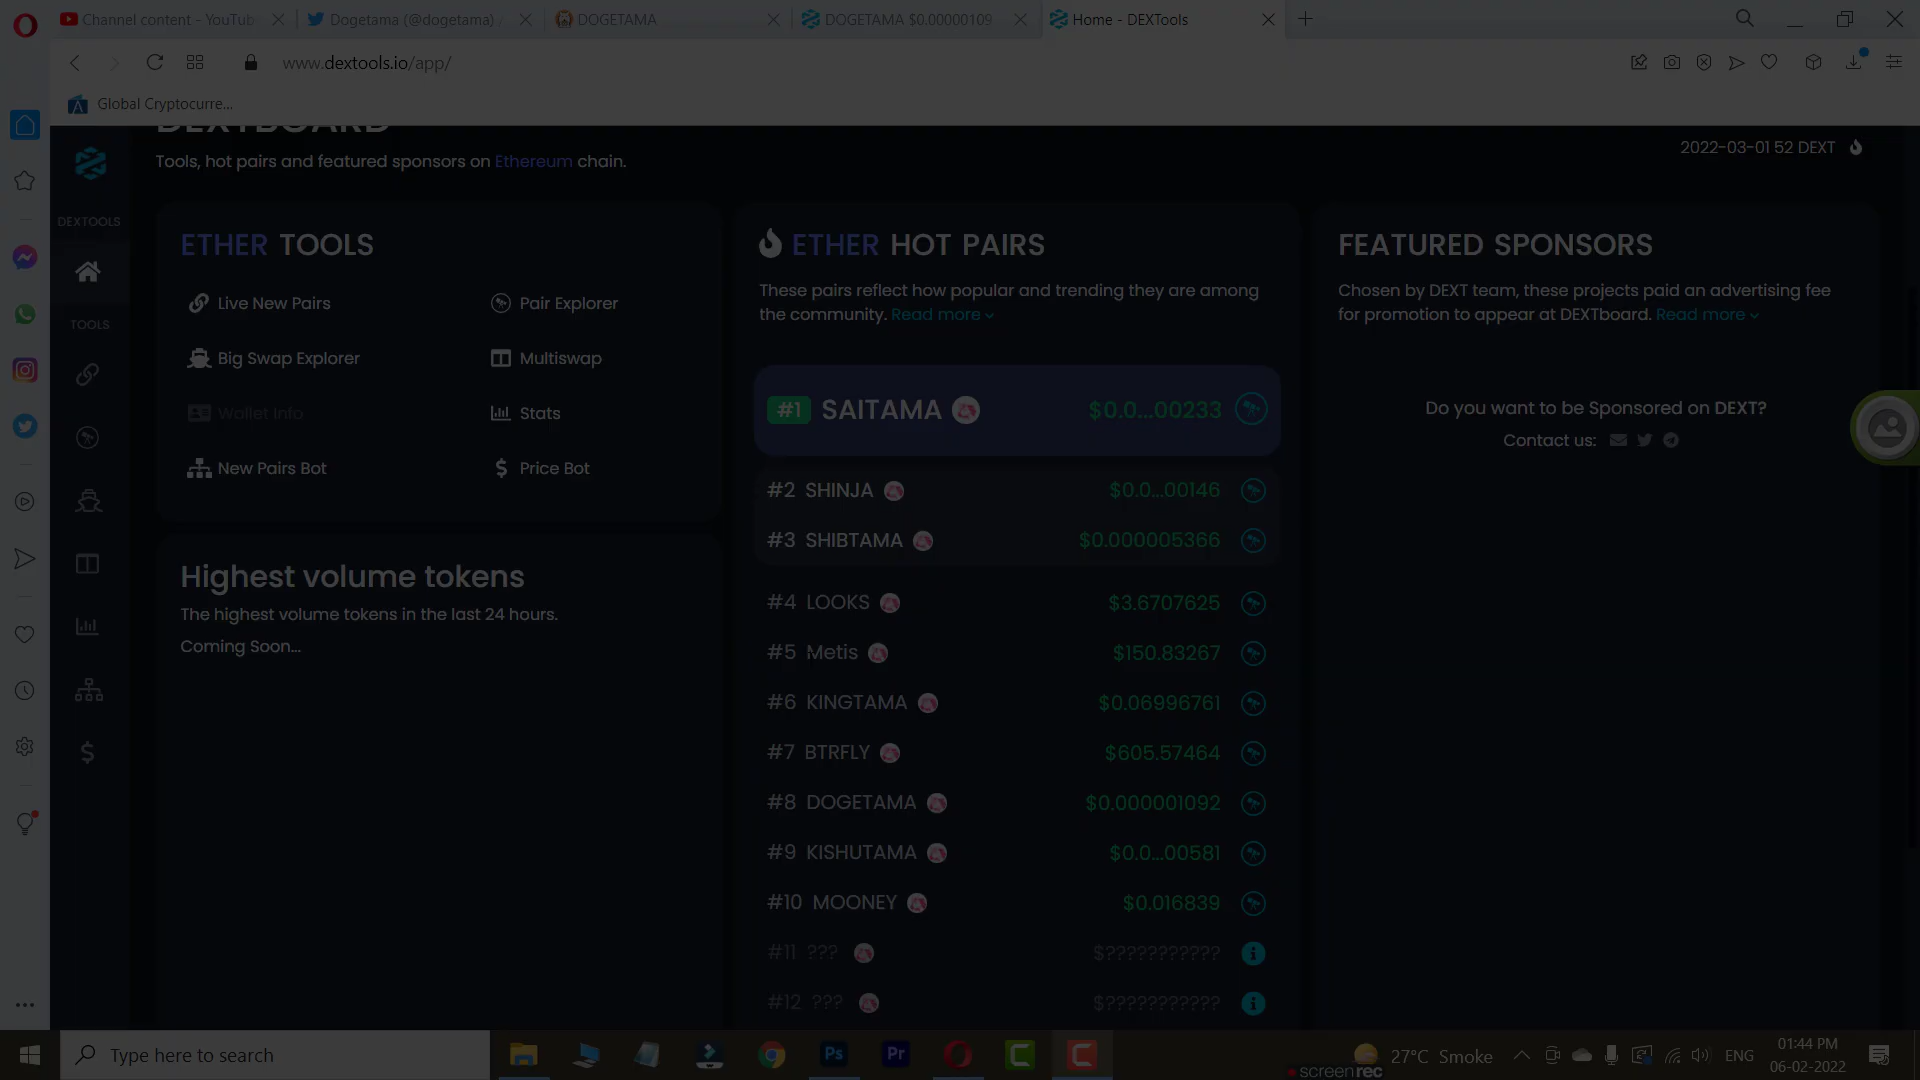 Channel content - YouTub
Dogetama (@dogetama) /
DOGETAMA
DOGETAMA $0.00000109
Home - DEXTools
www.dextools.io/app/
Global Cryptocurre...
DEXTBOARD
Tools, hot pairs and featured sponsors on Ethereum chain.
2022-03-01 52 DEXT
DEXTOOLS
TOOLS
ETHER TOOLS
Live New Pairs
Pair Explorer
Big Swap Explorer
Multiswap
Wallet Info
Stats
New Pairs Bot
Price Bot
Highest volume tokens
The highest volume tokens in the last 24 hours.
Coming Soon...
ETHER HOT PAIRS
These pairs reflect how popular and trending they are among
the community. Read more
#1 SAITAMA $0.0...00233
#2 SHINJA $0.0...00146
#3 SHIBTAMA $0.000005366
#4 LOOKS $3.6707625
#5 Metis $150.83267
#6 KINGTAMA $0.06996761
#7 BTRFLY $605.57464
#8 DOGETAMA $0.000001092
#9 KISHUTAMA $0.0...00581
#10 MOONEY $0.016839
#11 ??? $???????????
#12 ??? $???????????
FEATURED SPONSORS
Chosen by DEXT team, these projects paid an advertising fee
for promotion to appear at DEXTboard. Read more
Do you want to be Sponsored on DEXT?
Contact us:
Type here to search
Ps
Pr
27°C Smoke
ENG
01:44 PM
06-02-2022
screenrec